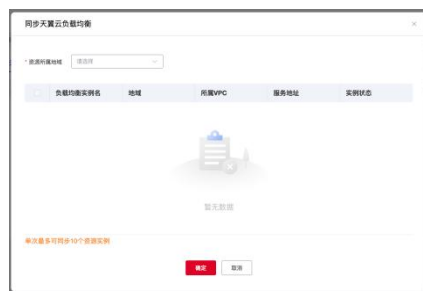 同步天翼云负载均衡
* 资源所属地域 请选择
负载均衡实例名 地域 所属VPC 服务地址 实例状态
暂无数据
单次最多可同步10个资源实例
确定 取消